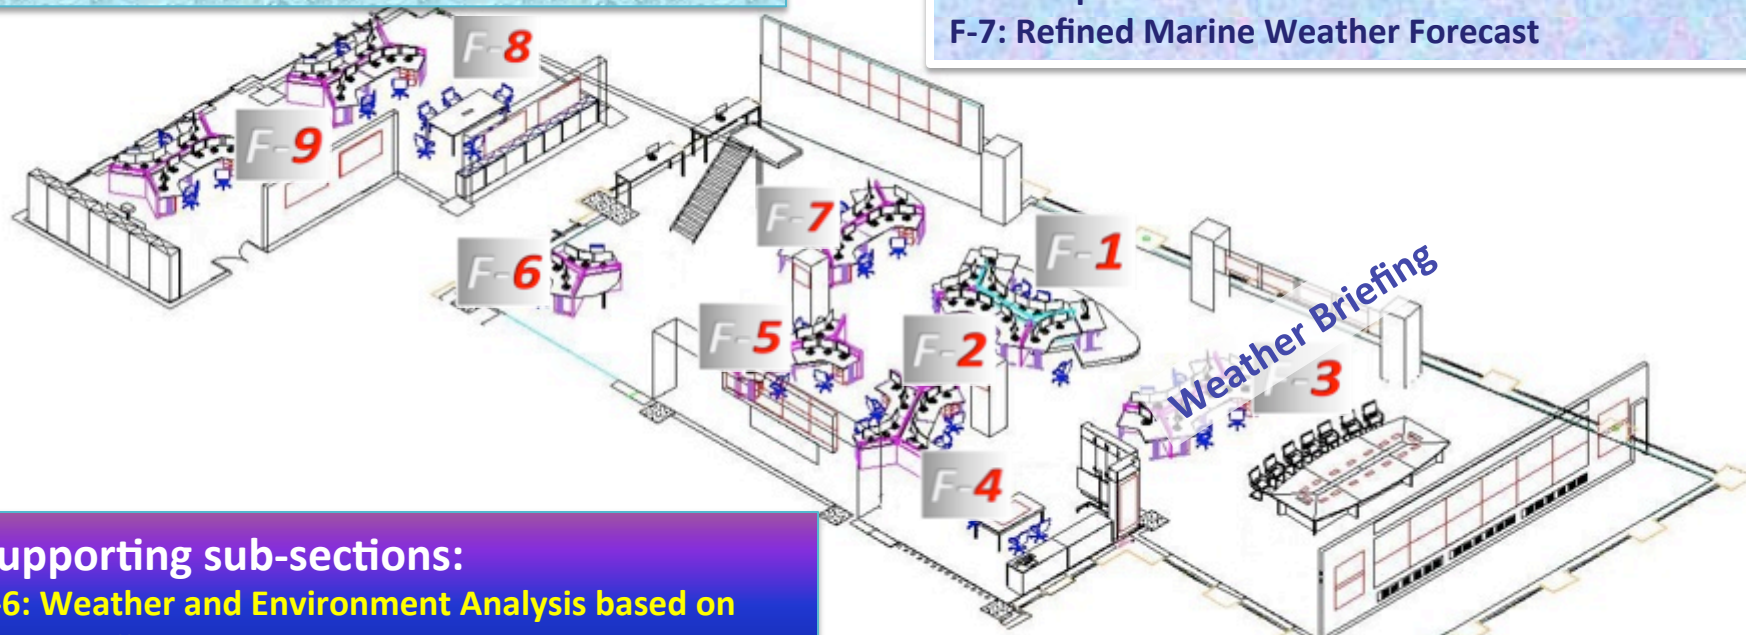 F-7: Refined Marine Weather Forecast
F-8
F-9
F-7
F-1
F-6
F-5
F-2
Weather Briefing
F-3
F-4
upporting sub-sections:
6: Weather and Environment Analysis based on